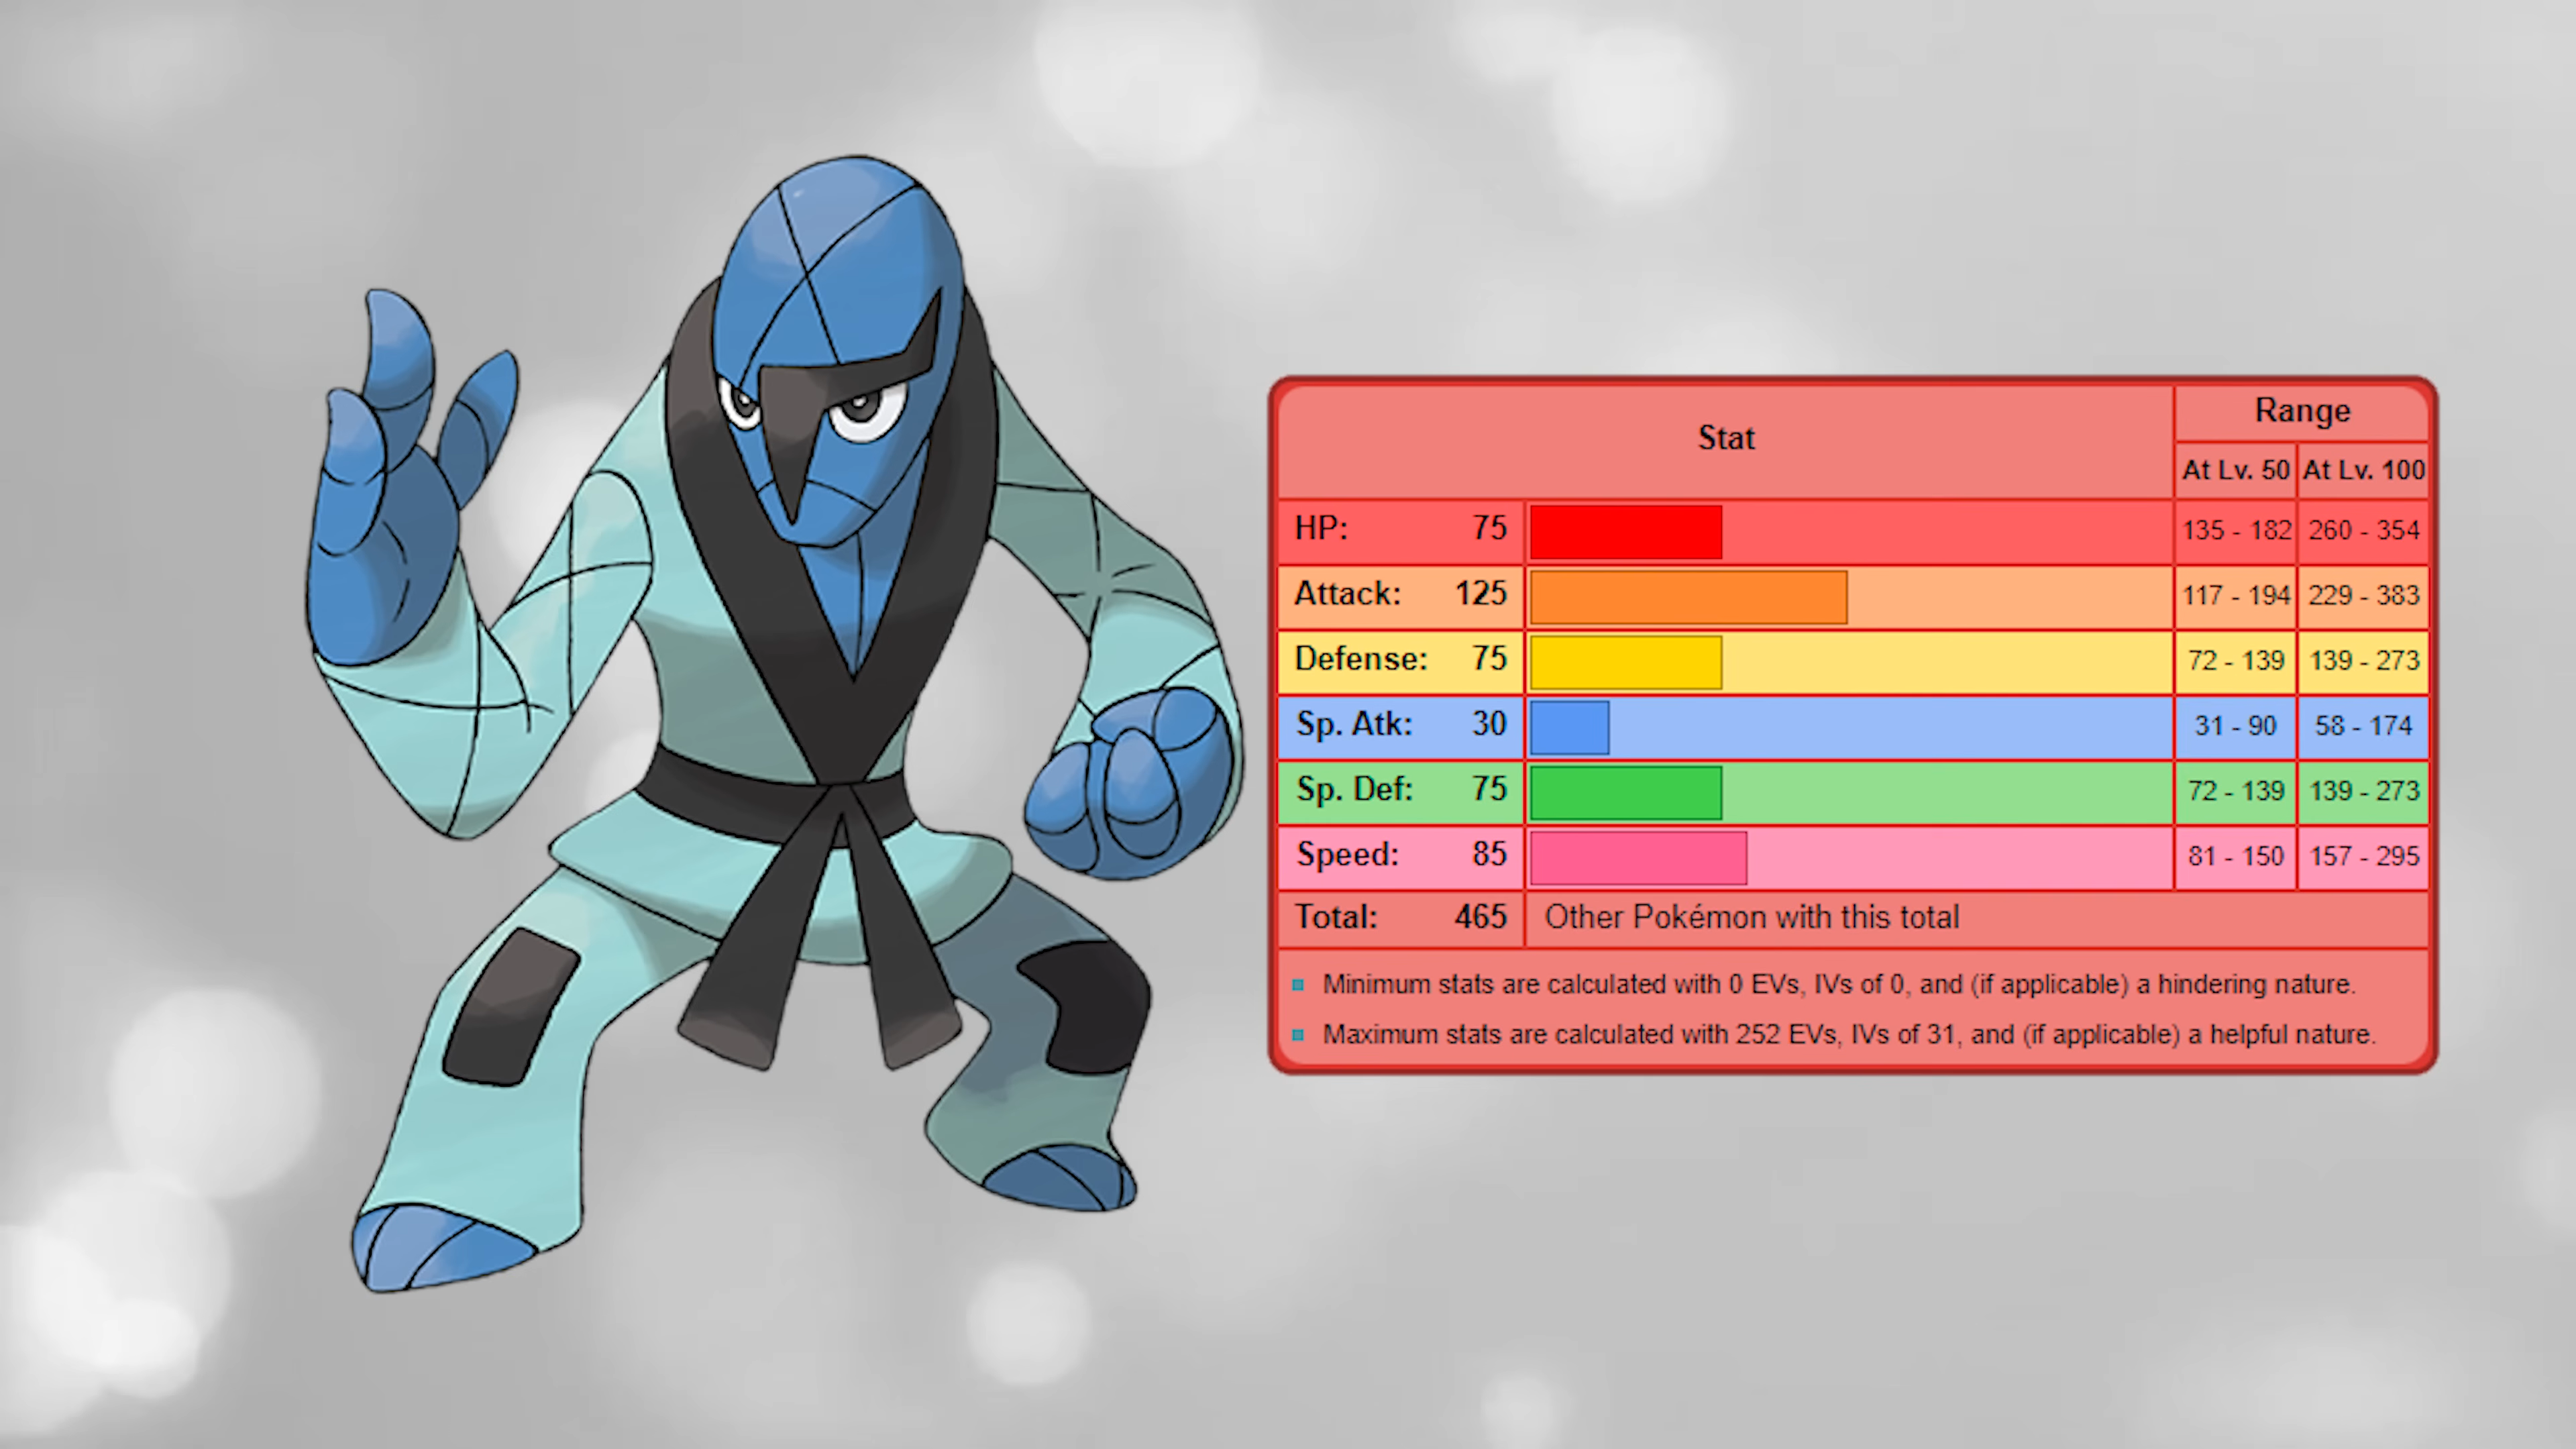 Stat Range
At Lv. 50 At Lv. 100
HP: 75 135 - 182 260 - 354
Attack: 125 117 - 194 229 - 383
Defense: 75 72 - 139 139 - 273
Sp. Atk: 30 31 - 90 58 - 174
Sp. Def: 75 72 - 139 139 - 273
Speed: 85 81 - 150 157 - 295
Total: 465 Other Pokémon with this total
Minimum stats are calculated with 0 EVs, IVs of 0, and (if applicable) a hindering nature.
Maximum stats are calculated with 252 EVs, IVs of 31, and (if applicable) a helpful nature.